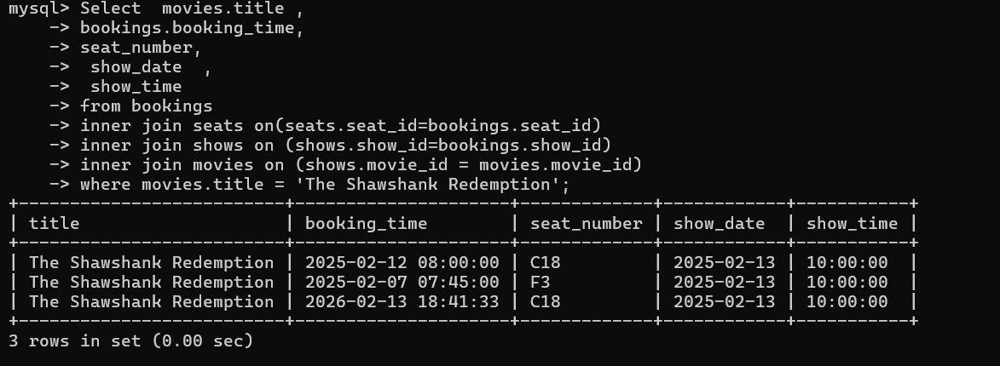 mysql> Select  movies.title ,
    -> bookings.booking_time,
    -> seat_number,
    ->  show_date  ,
    ->  show_time
    -> from bookings
    -> inner join seats on(seats.seat_id=bookings.seat_id)
    -> inner join shows on (shows.show_id=bookings.show_id)
    -> inner join movies on (shows.movie_id = movies.movie_id)
    -> where movies.title = 'The Shawshank Redemption';
+--------------------------+---------------------+-------------+------------+-----------+
| title                    | booking_time        | seat_number | show_date  | show_time |
+--------------------------+---------------------+-------------+------------+-----------+
| The Shawshank Redemption | 2025-02-12 08:00:00 | C18         | 2025-02-13 | 10:00:00  |
| The Shawshank Redemption | 2025-02-07 07:45:00 | F3          | 2025-02-13 | 10:00:00  |
| The Shawshank Redemption | 2026-02-13 18:41:33 | C18         | 2025-02-13 | 10:00:00  |
+--------------------------+---------------------+-------------+------------+-----------+
3 rows in set (0.00 sec)